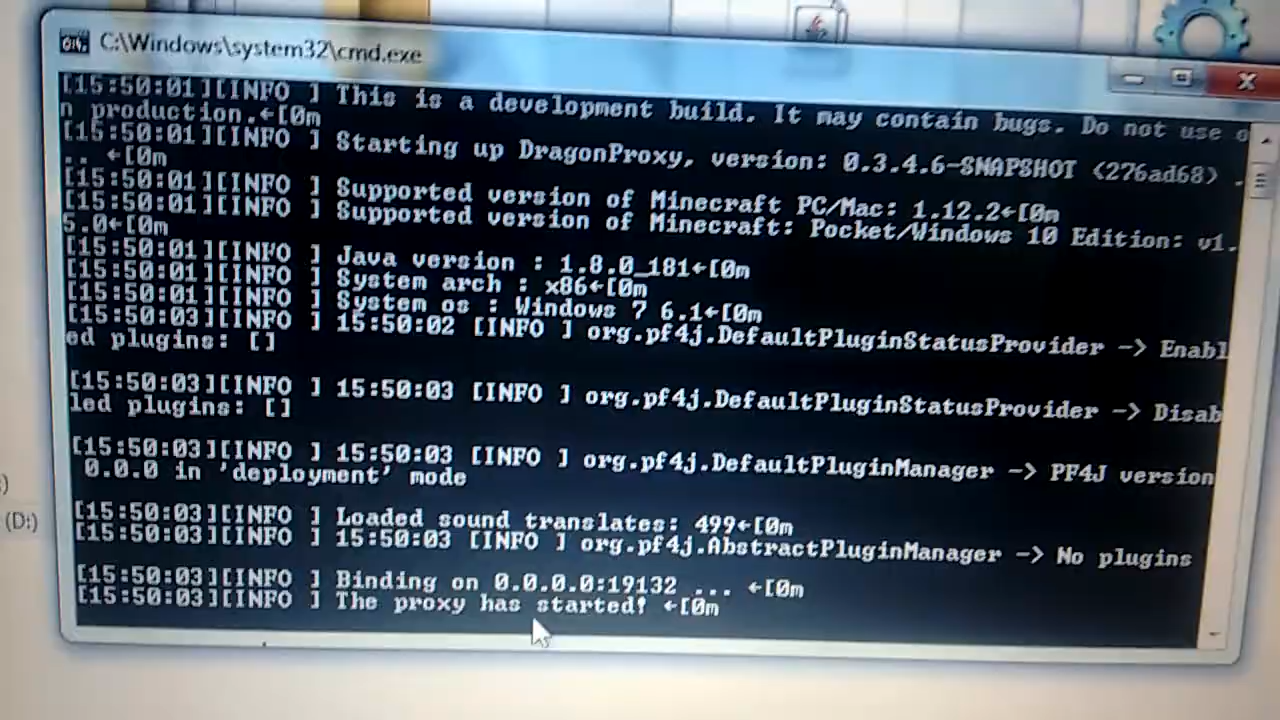 C:\Windows\system32\cmd.exe
[15:50:01][INFO ] This is a development build. It may contain bugs. Do not use o
n production.←[0m
[15:50:01][INFO ] Starting up DragonProxy, version: 0.3.4.6-SNAPSHOT (276ad68) .
.. ←[0m
[15:50:01][INFO ] Supported version of Minecraft PC/Mac: 1.12.2←[0m
[15:50:01][INFO ] Supported version of Minecraft: Pocket/Windows 10 Edition: v1.
5.0←[0m
[15:50:01][INFO ] Java version : 1.8.0_181←[0m
[15:50:01][INFO ] System arch : x86←[0m
[15:50:01][INFO ] System os : Windows 7 6.1←[0m
[15:50:03][INFO ] 15:50:02 [INFO ] org.pf4j.DefaultPluginStatusProvider -> Enabl
ed plugins: []
[15:50:03][INFO ] 15:50:03 [INFO ] org.pf4j.DefaultPluginStatusProvider -> Disab
led plugins: []
[15:50:03][INFO ] 15:50:03 [INFO ] org.pf4j.DefaultPluginManager -> PF4J version
0.0.0 in 'deployment' mode
[15:50:03][INFO ] Loaded sound translates: 499←[0m
[15:50:03][INFO ] 15:50:03 [INFO ] org.pf4j.AbstractPluginManager -> No plugins
[15:50:03][INFO ] Binding on 0.0.0.0:19132 ... ←[0m
[15:50:03][INFO ] The proxy has started! ←[0m
)
(D:)